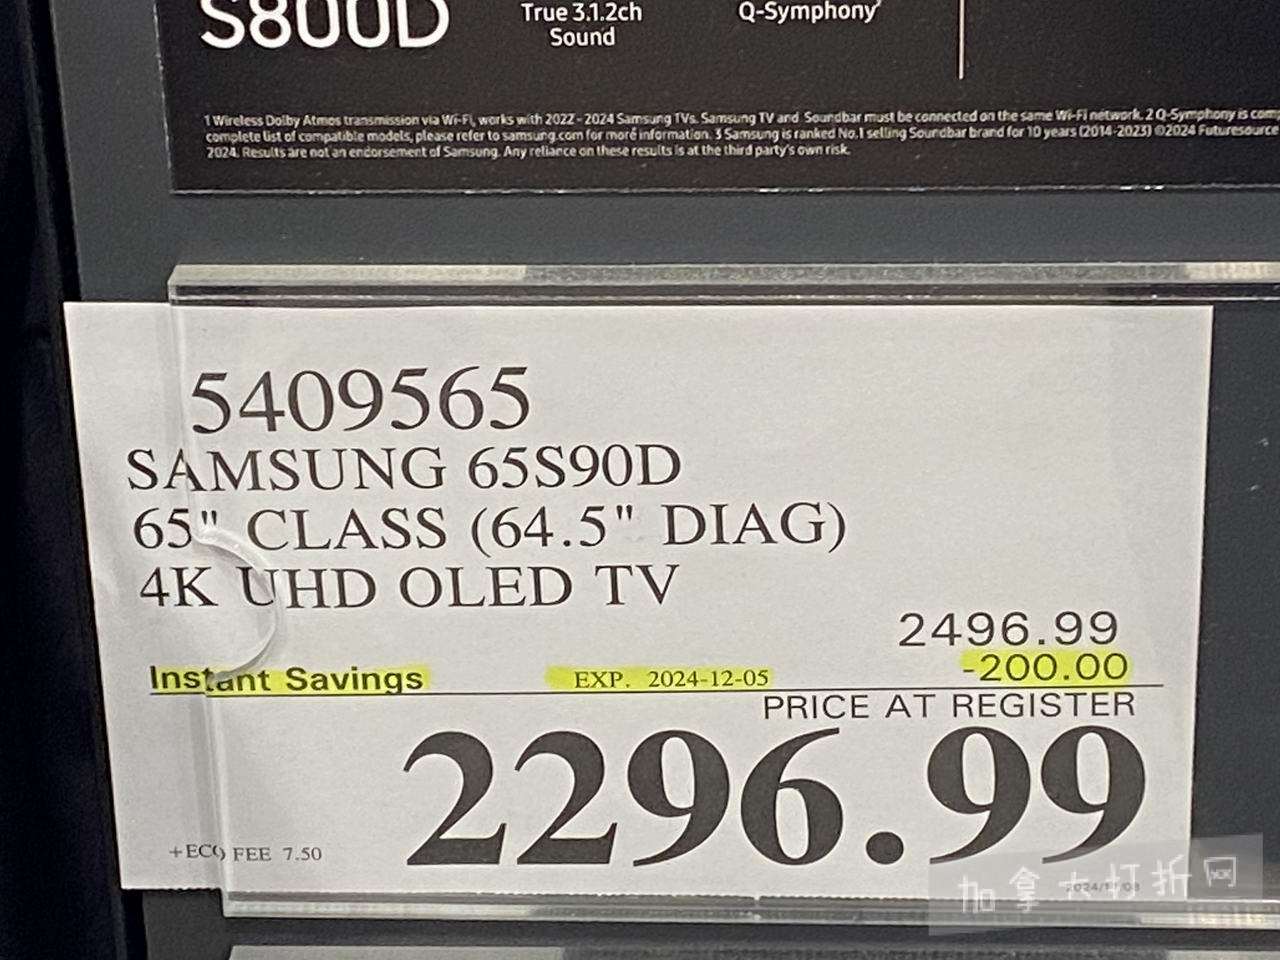 S800D
True 3.1.2ch
Sound
Q-Symphony²
1 Wireless Dolby Atmos transmission via Wi-Fi, works with 2022 - 2024 Samsung TVs. Samsung TV and Soundbar must be connected on the same Wi-Fi network. 2 Q-Symphony is com
complete list of compatible models, please refer to samsung.com for more information. 3 Samsung is ranked No.1 selling Soundbar brand for 10 years (2014-2023) ©2024 Futuresource
2024. Results are not an endorsement of Samsung. Any reliance on these results is at the third party's own risk.
5409565
SAMSUNG 65S90D
65" CLASS (64.5" DIAG)
4K UHD OLED TV
2496.99
Instant Savings EXP. 2024-12-05 -200.00
PRICE AT REGISTER
2296.99
+ECO FEE 7.50
加拿大打折网